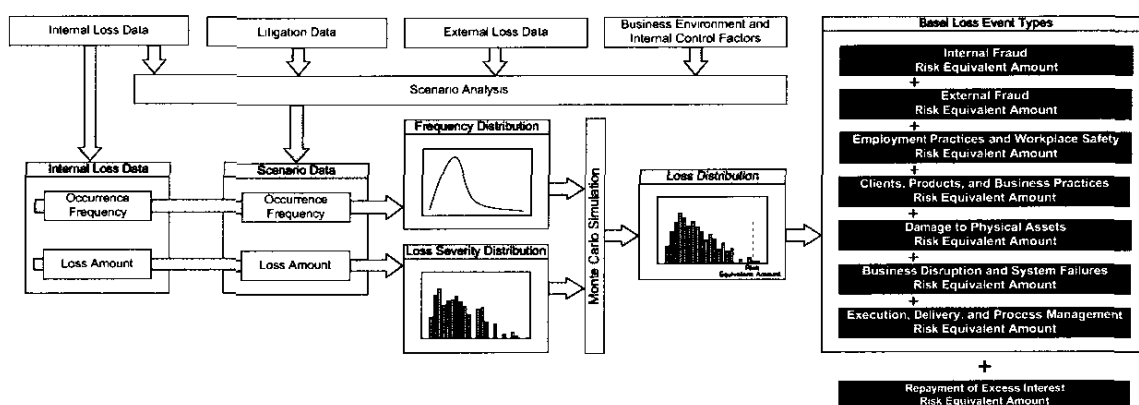 Internal Loss Data
Litigation Data
External Loss Data
Business Environment and
Internal Control Factors
Scenario Analysis
Internal Loss Data
Occurrence
Frequency
Loss Amount
Scenario Data
Occurrence
Frequency
Loss Amount
Frequency Distribution
Loss Severity Distribution
Monte Carlo Simulation
Loss Distribution
Risk
Equivalent Amount
Basel Loss Event Types
Internal Fraud
Risk Equivalent Amount
+
External Fraud
Risk Equivalent Amount
+
Employment Practices and Workplace Safety
Risk Equivalent Amount
+
Clients, Products, and Business Practices
Risk Equivalent Amount
+
Damage to Physical Assets
Risk Equivalent Amount
+
Business Disruption and System Failures
Risk Equivalent Amount
+
Execution, Delivery, and Process Management
Risk Equivalent Amount
+
Repayment of Excess Interest
Risk Equivalent Amount